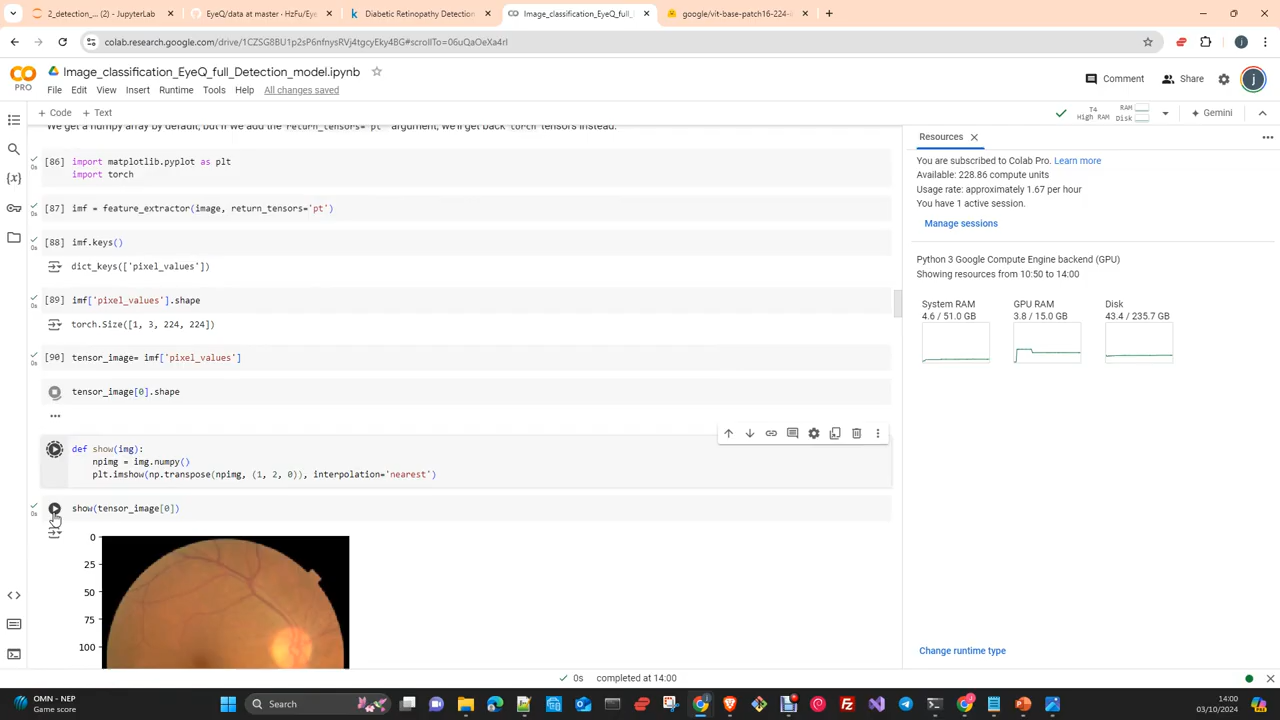 2_detection_... (2) - JupyterLab
EyeQ/data at master · HzFu/Eye
Diabetic Retinopathy Detection
Image_classification_EyeQ_full_D
google/vit-base-patch16-224-i
colab.research.google.com/drive/1CZSG8BU1p2sP6nfnysRVj4tgcyEky4BG#scrollTo=06uQaOeXa4rI
Image_classification_EyeQ_full_Detection_model.ipynb
PRO
File Edit View Insert Runtime Tools Help All changes saved
Comment
Share
j
+ Code + Text
T4
High RAM
RAM
Disk
Gemini
We get a numpy array by default, but if we add the return_tensors='pt' argument, we'll get back torch tensors instead.
[86] import matplotlib.pyplot as plt
import torch
0s
[87] imf = feature_extractor(image, return_tensors='pt')
0s
[88] imf.keys()
0s
dict_keys(['pixel_values'])
[89] imf['pixel_values'].shape
0s
torch.Size([1, 3, 224, 224])
[90] tensor_image= imf['pixel_values']
0s
tensor_image[0].shape
...
def show(img):
npimg = img.numpy()
plt.imshow(np.transpose(npimg, (1, 2, 0)), interpolation='nearest')
show(tensor_image[0])
0s
0
25
50
75
100
Resources
You are subscribed to Colab Pro. Learn more
Available: 228.86 compute units
Usage rate: approximately 1.67 per hour
You have 1 active session.
Manage sessions
Python 3 Google Compute Engine backend (GPU)
Showing resources from 10:50 to 14:00
System RAM
4.6 / 51.0 GB
GPU RAM
3.8 / 15.0 GB
Disk
43.4 / 235.7 GB
Change runtime type
0s completed at 14:00
OMN - NEP
Game score
Search
14:00
03/10/2024